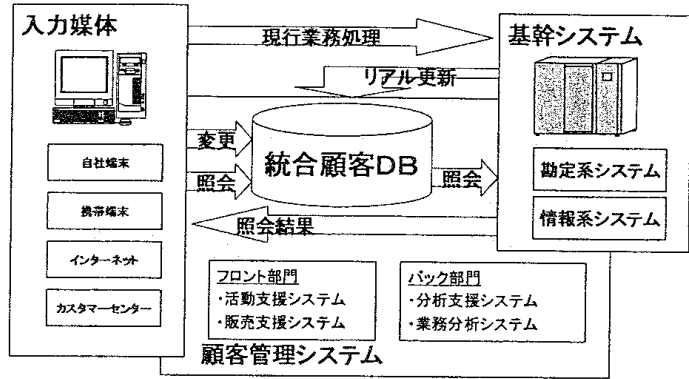 入力媒体
自社端末
携帯端末
インターネット
カスタマーセンター
現行業務処理
リアル更新
変更
照会
統合顧客DB
照会
照会結果
基幹システム
勘定系システム
情報系システム
フロント部門
・活動支援システム
・販売支援システム
バック部門
・分析支援システム
・業務分析システム
顧客管理システム